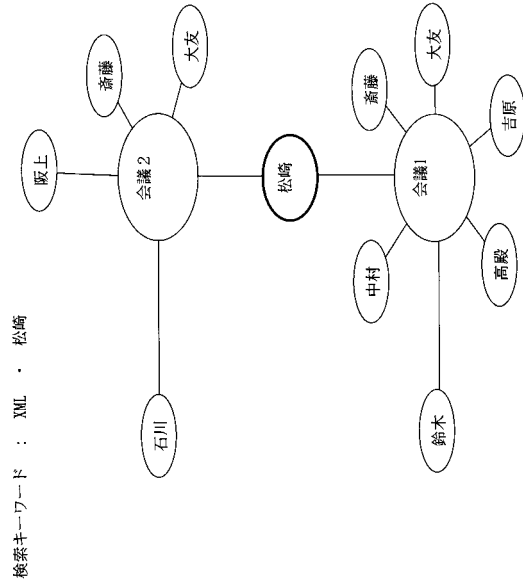 検索キーワード : XML ・ 松崎
石川
阪上
会議2
斎藤
大友
松崎
鈴木
中村
会議1
斎藤
高殿
吉原
大友